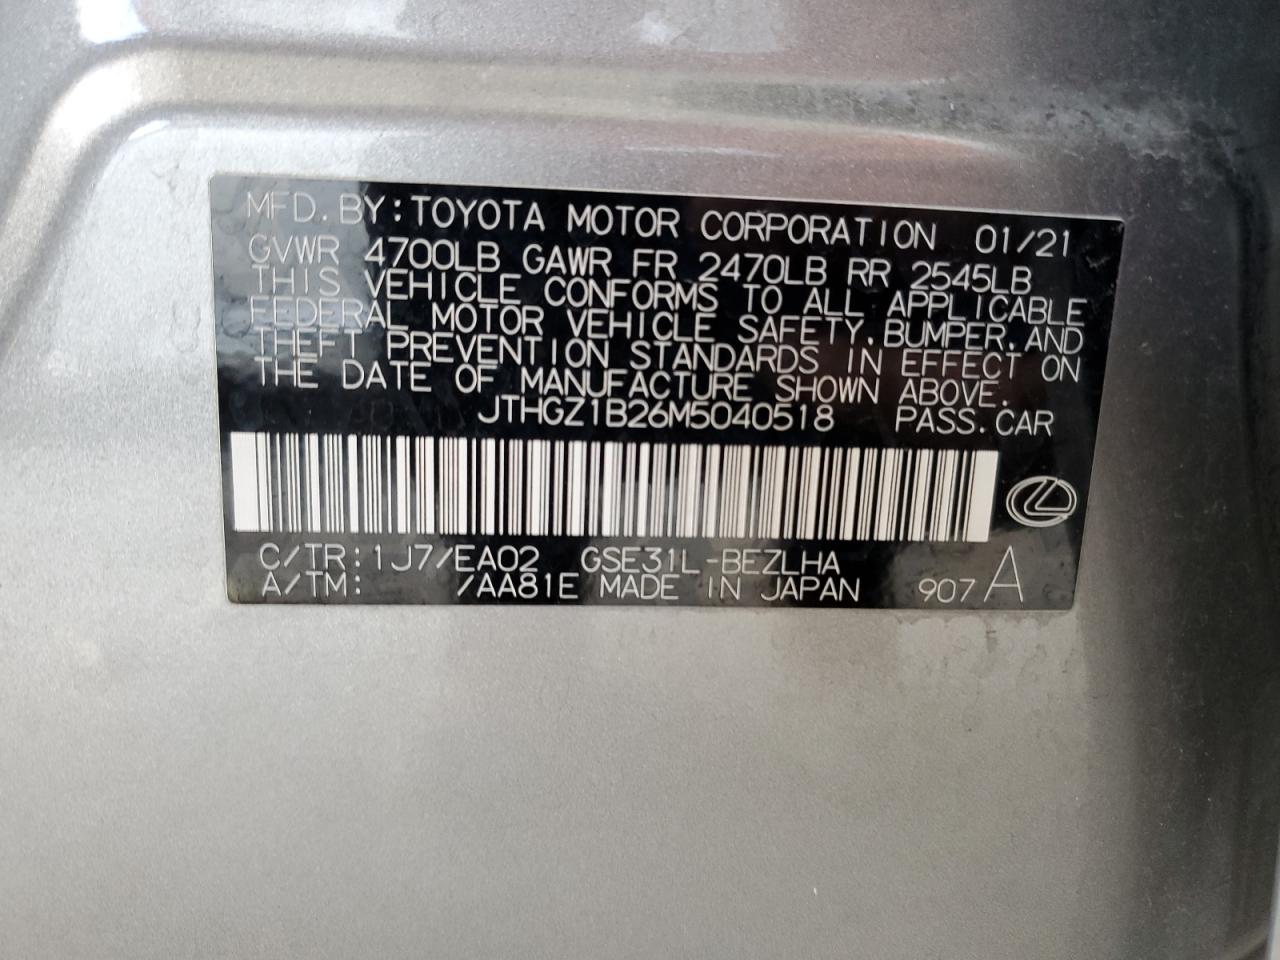 MFD. BY: TOYOTA MOTOR CORPORATION 01/21
GVWR 4700LB GAWR FR 2470LB RR 2545LB
THIS VEHICLE CONFORMS TO ALL APPLICABLE
FEDERAL MOTOR VEHICLE SAFETY, BUMPER, AND
THEFT PREVENTION STANDARDS IN EFFECT ON
THE DATE OF MANUFACTURE SHOWN ABOVE.
JTHGZ1B26M5040518 PASS. CAR
C/TR: 1J7/EA02 GSE31L-BEZLHA
A/TM: /AA81E MADE IN JAPAN 907 A